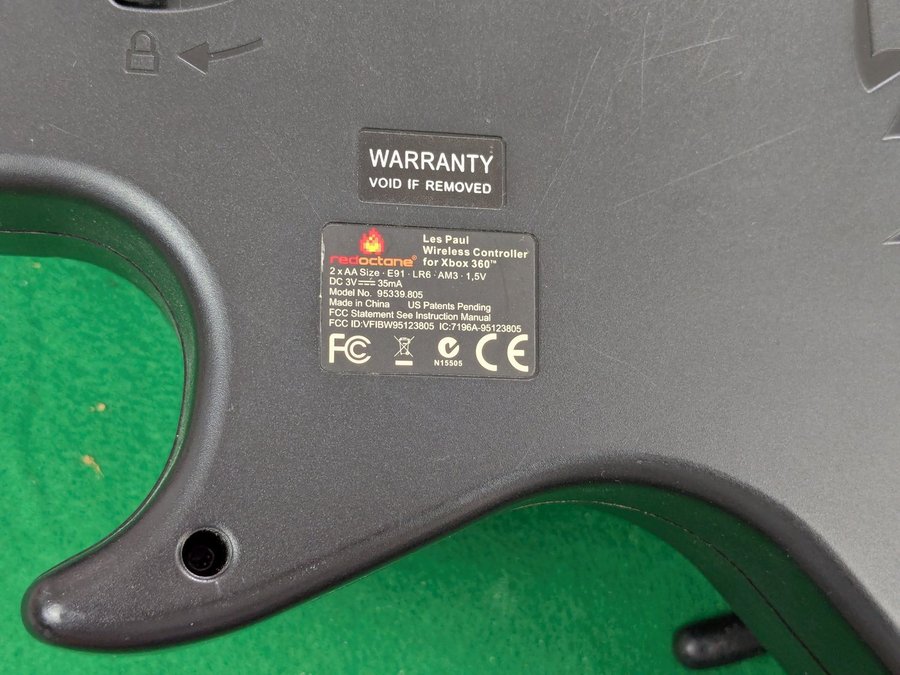 WARRANTY
VOID IF REMOVED
redoctane®
Les Paul
Wireless Controller
for Xbox 360™
2 x AA Size · E91 · LR6 · AM3 · 1,5V
DC 3V⎓ 35mA
Model No. 95339.805
Made in China US Patents Pending
FCC Statement See Instruction Manual
FCC ID:VFIBW95123805 IC:7196A-95123805
FC CE
N15505